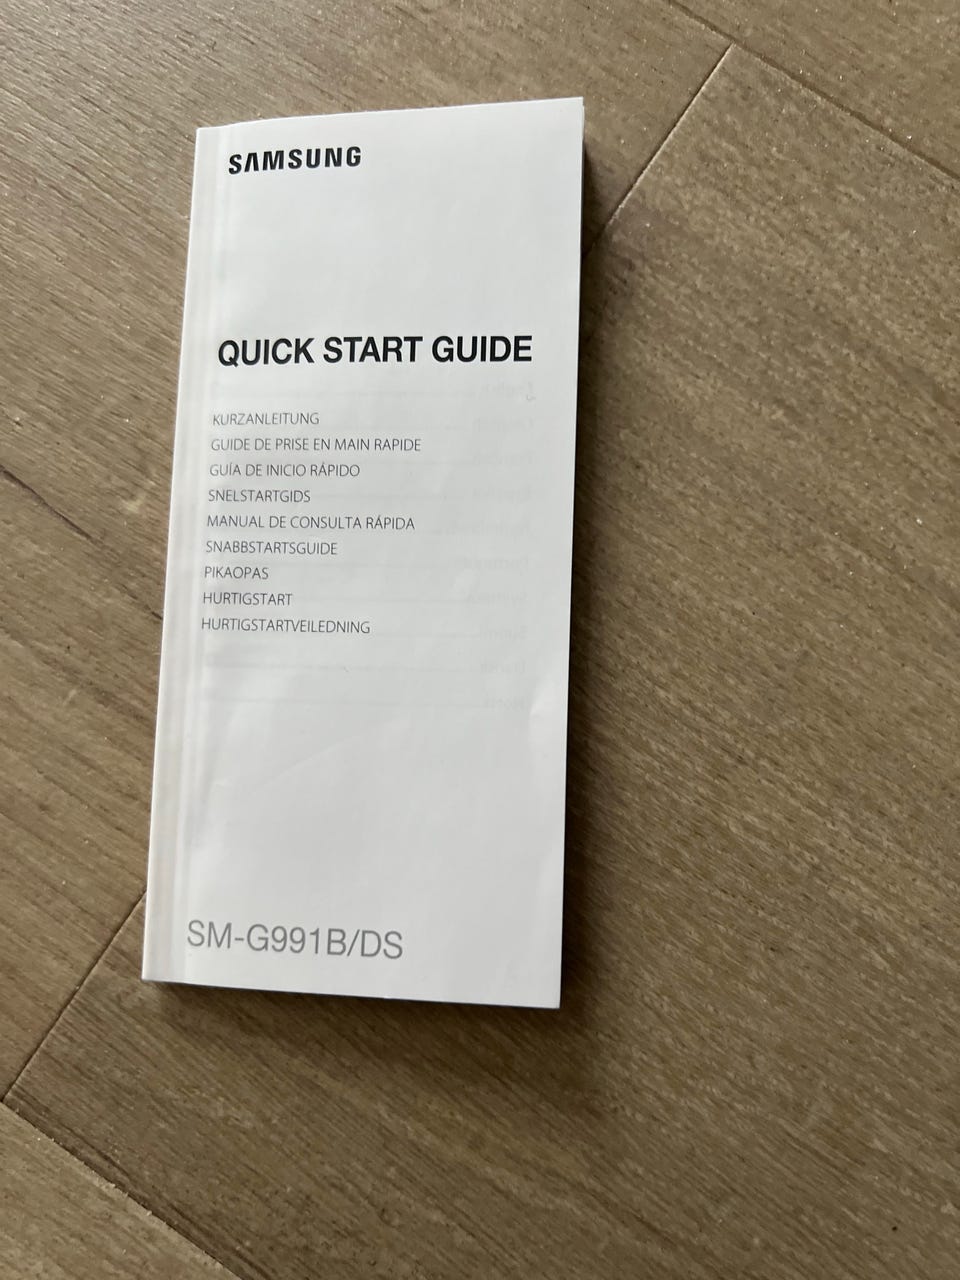 SAMSUNG
QUICK START GUIDE
KURZANLEITUNG
GUIDE DE PRISE EN MAIN RAPIDE
GUÍA DE INICIO RÁPIDO
SNELSTARTGIDS
MANUAL DE CONSULTA RÁPIDA
SNABBSTARTSGUIDE
PIKAOPAS
HURTIGSTART
HURTIGSTARTVEILEDNING
SM-G991B/DS